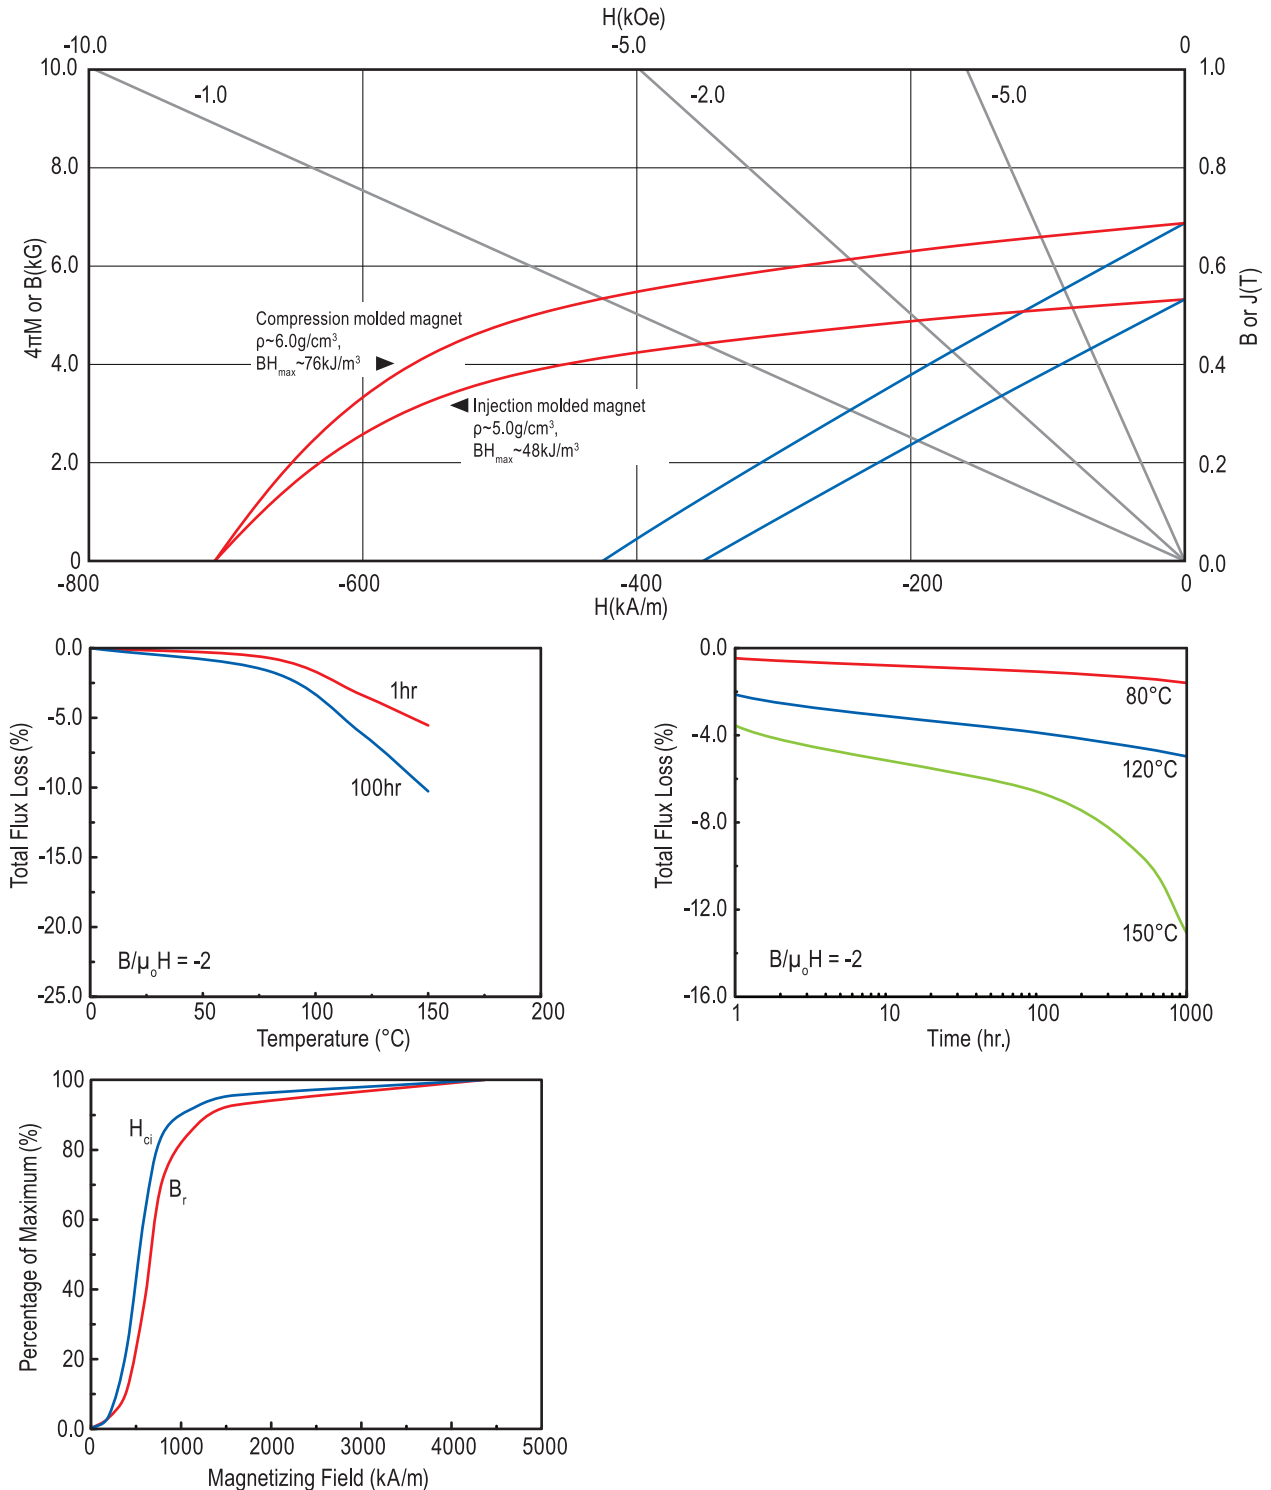 H(kOe)
-10.0 -5.0 0
10.0 1.0
-1.0 -2.0 -5.0
8.0 0.8
6.0 0.6
4πM or B(kG)
B or J(T)
Compression molded magnet
ρ~6.0g/cm³,
BHmax~76kJ/m³
4.0 0.4
Injection molded magnet
ρ~5.0g/cm³,
BHmax~48kJ/m³
2.0 0.2
0 0.0
-800 -600 -400 -200 0
H(kA/m)
0.0
-5.0
-10.0
-15.0
-20.0
-25.0
Total Flux Loss (%)
1hr
100hr
B/μoH = -2
0 50 100 150 200
Temperature (°C)
0.0
-4.0
-8.0
-12.0
-16.0
Total Flux Loss (%)
80°C
120°C
150°C
B/μoH = -2
1 10 100 1000
Time (hr.)
100
80
60
40
20
0.0
Percentage of Maximum (%)
Hci
Br
0 1000 2000 3000 4000 5000
Magnetizing Field (kA/m)